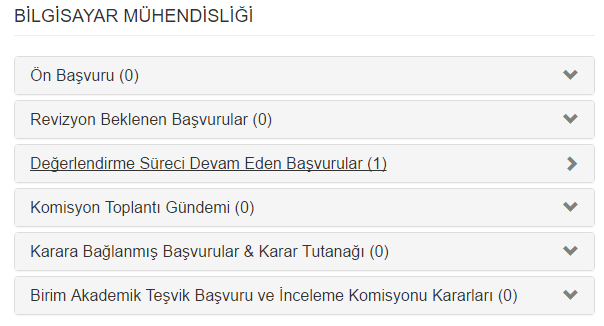 BİLGİSAYAR MÜHENDİSLİĞİ
Ön Başvuru (0)
Revizyon Beklenen Başvurular (0)
Değerlendirme Süreci Devam Eden Başvurular (1)
Komisyon Toplantı Gündemi (0)
Karara Bağlanmış Başvurular & Karar Tutanağı (0)
Birim Akademik Teşvik Başvuru ve İnceleme Komisyonu Kararları (0)